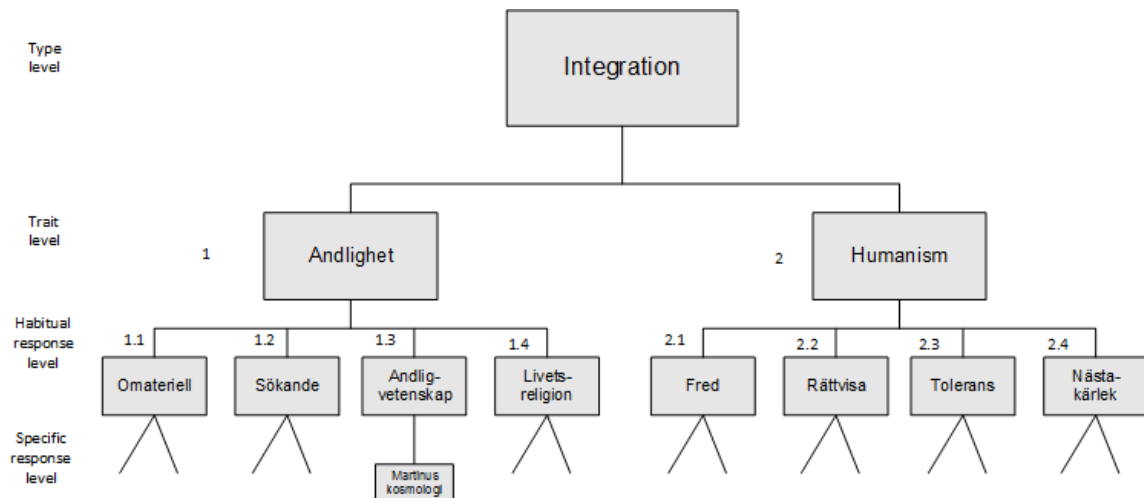 Type
level
Integration
Trait
level
1
Andlighet
2
Humanism
Habitual
response
level
1.1
1.2
1.3
1.4
2.1
2.2
2.3
2.4
Omateriell
Sökande
Andlig-
vetenskap
Livets-
religion
Fred
Rättvisa
Tolerans
Nästa-
kärlek
Specific
response
level
Martinus
kosmologi